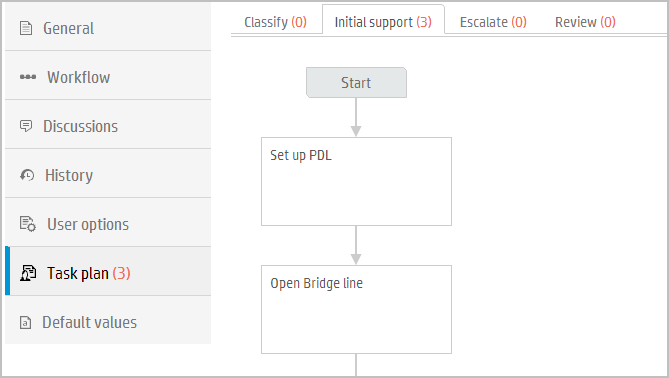 General
Workflow
Discussions
History
User options
Task plan (3)
Default values
Classify (0) Initial support (3) Escalate (0) Review (0)
Start
Set up PDL
Open Bridge line